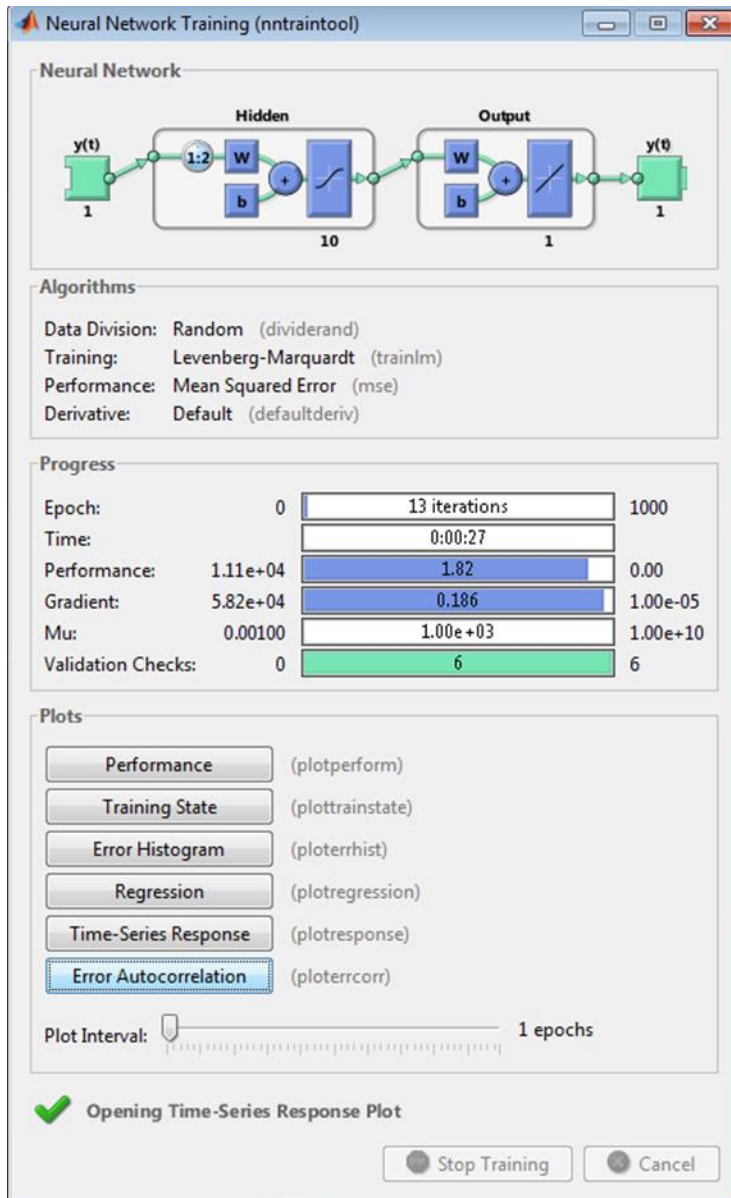 Neural Network Training (nntraintool)
Neural Network
Hidden Output
y(t) 1:2 W b + W b + y(t)
1 10 1 1
Algorithms
Data Division: Random (dividerand)
Training: Levenberg-Marquardt (trainlm)
Performance: Mean Squared Error (mse)
Derivative: Default (defaultderiv)
Progress
Epoch: 0 13 iterations 1000
Time: 0:00:27
Performance: 1.11e+04 1.82 0.00
Gradient: 5.82e+04 0.186 1.00e-05
Mu: 0.00100 1.00e+03 1.00e+10
Validation Checks: 0 6 6
Plots
Performance (plotperform)
Training State (plottrainstate)
Error Histogram (ploterrhist)
Regression (plotregression)
Time-Series Response (plotresponse)
Error Autocorrelation (ploterrcorr)
Plot Interval: 1 epochs
Opening Time-Series Response Plot
Stop Training Cancel